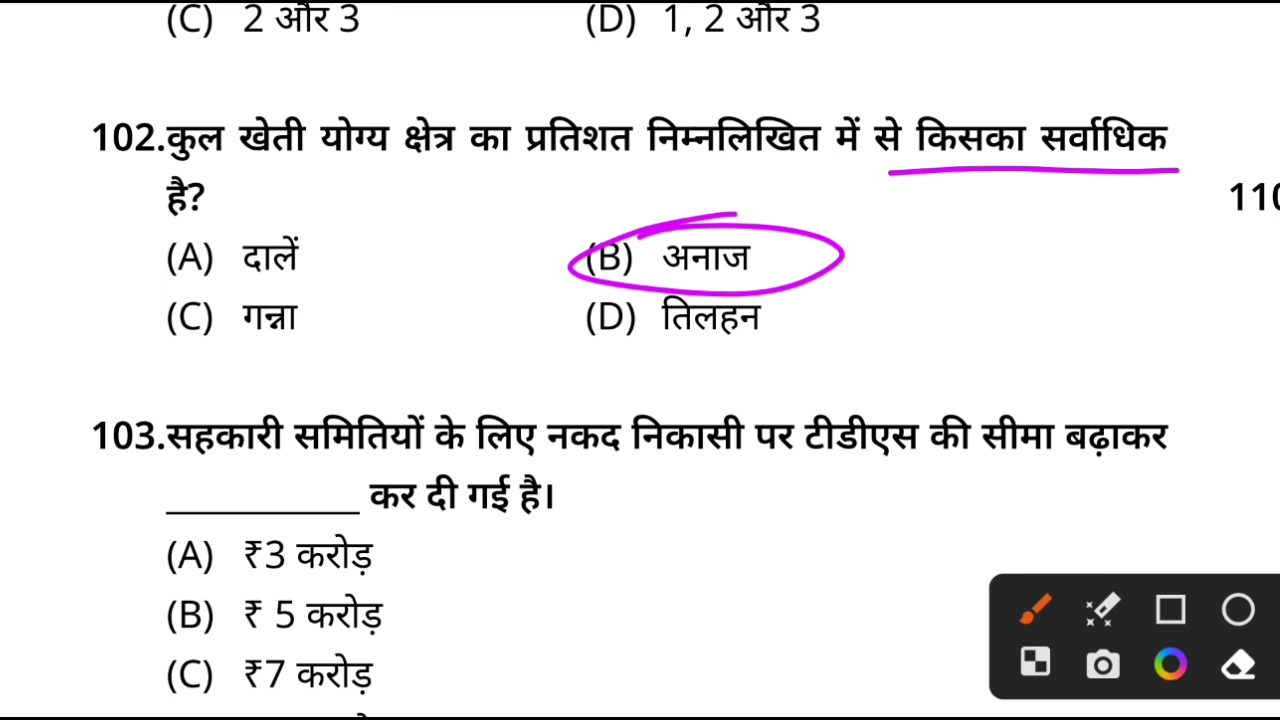 (C) 2 और 3 (D) 1, 2 और 3
102.कुल खेती योग्य क्षेत्र का प्रतिशत निम्नलिखित में से किसका सर्वाधिक
है?
(A) दालें (B) अनाज
(C) गन्ना (D) तिलहन
103.सहकारी समितियों के लिए नकद निकासी पर टीडीएस की सीमा बढ़ाकर
___________ कर दी गई है।
(A) ₹3 करोड़
(B) ₹ 5 करोड़
(C) ₹7 करोड़